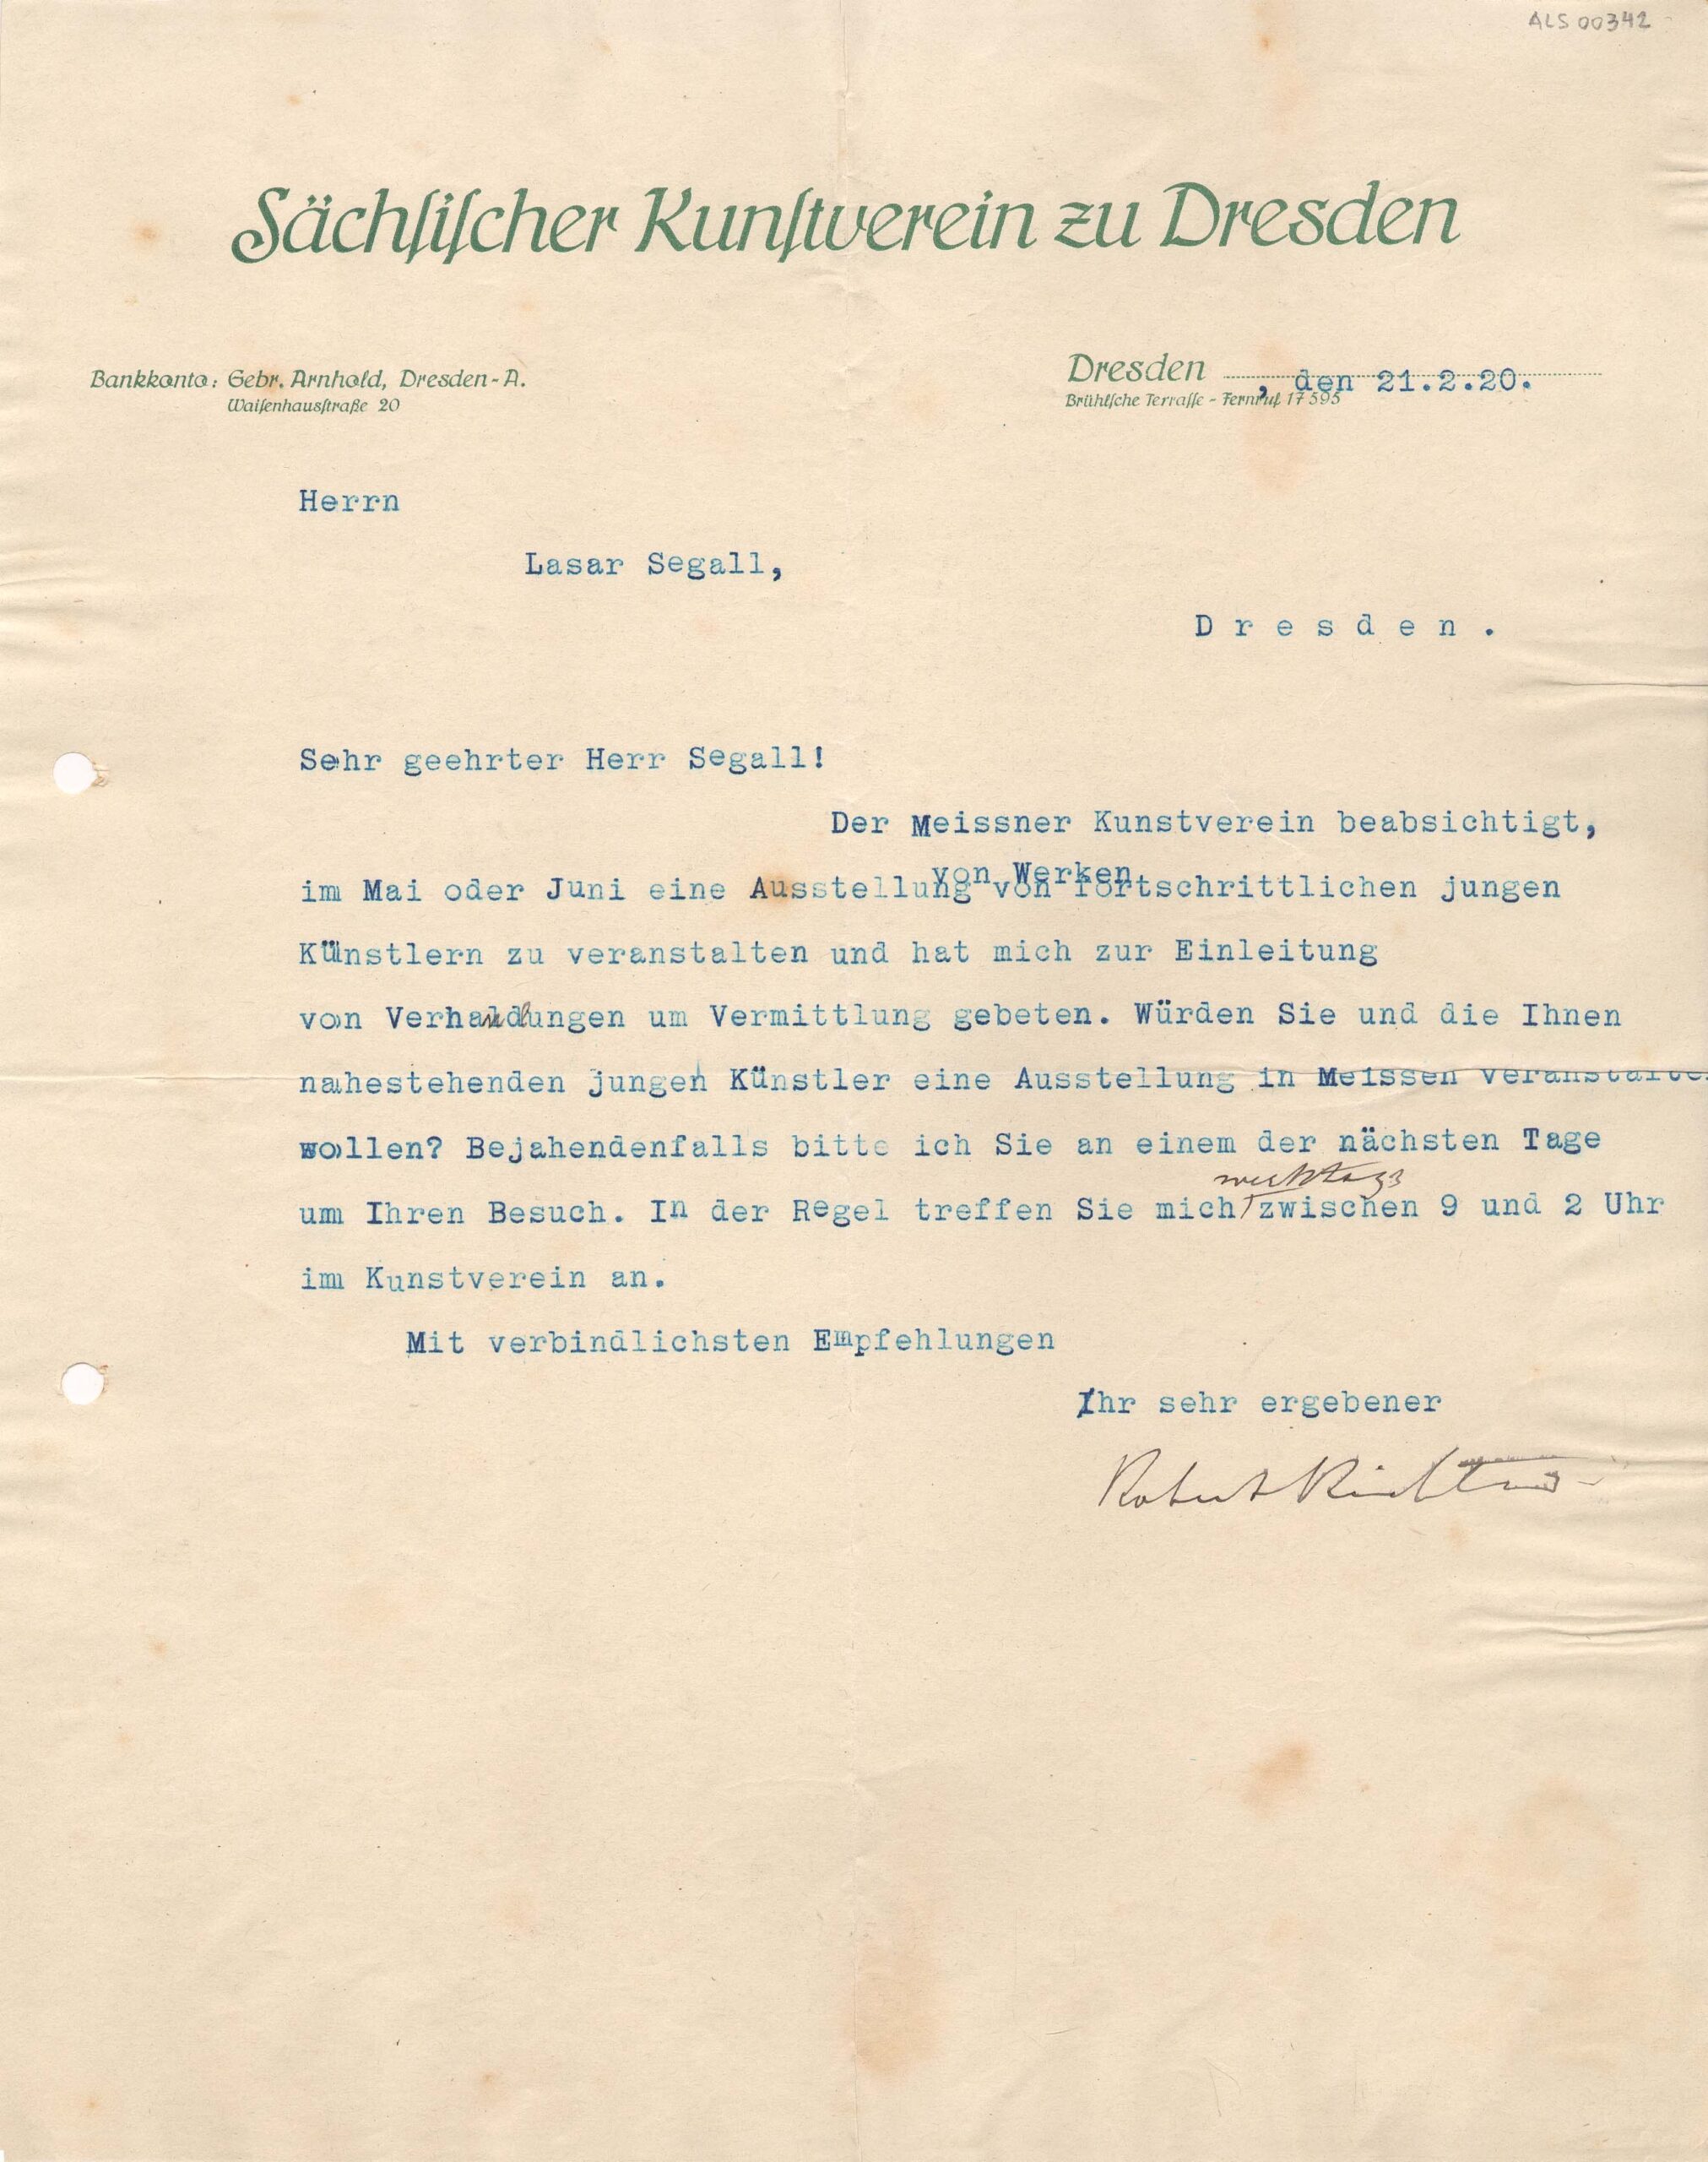 ALS 00342
Sächſiſcher Kunſtverein zu Dresden
Bankkonto: Gebr. Arnhold, Dresden-A.
Waiſenhausſtraße 20
Dresden , den 21.2.20.
Brühlſche Terraſſe - Fernruf 17595
Herrn
Lasar Segall,
Dresden.
Sehr geehrter Herr Segall!
Der Meissner Kunstverein beabsichtigt,
von Werken
im Mai oder Juni eine Ausstellung von fortschrittlichen jungen
Künstlern zu veranstalten und hat mich zur Einleitung
von Verhandlungen um Vermittlung gebeten. Würden Sie und die Ihnen
nahestehenden jungen Künstler eine Ausstellung in Meissen veranstalte
wollen? Bejahendenfalls bitte ich Sie an einem der nächsten Tage
werktags
um Ihren Besuch. In der Regel treffen Sie mich zwischen 9 und 2 Uhr
im Kunstverein an.
Mit verbindlichsten Empfehlungen
Ihr sehr ergebener
Robert Richter